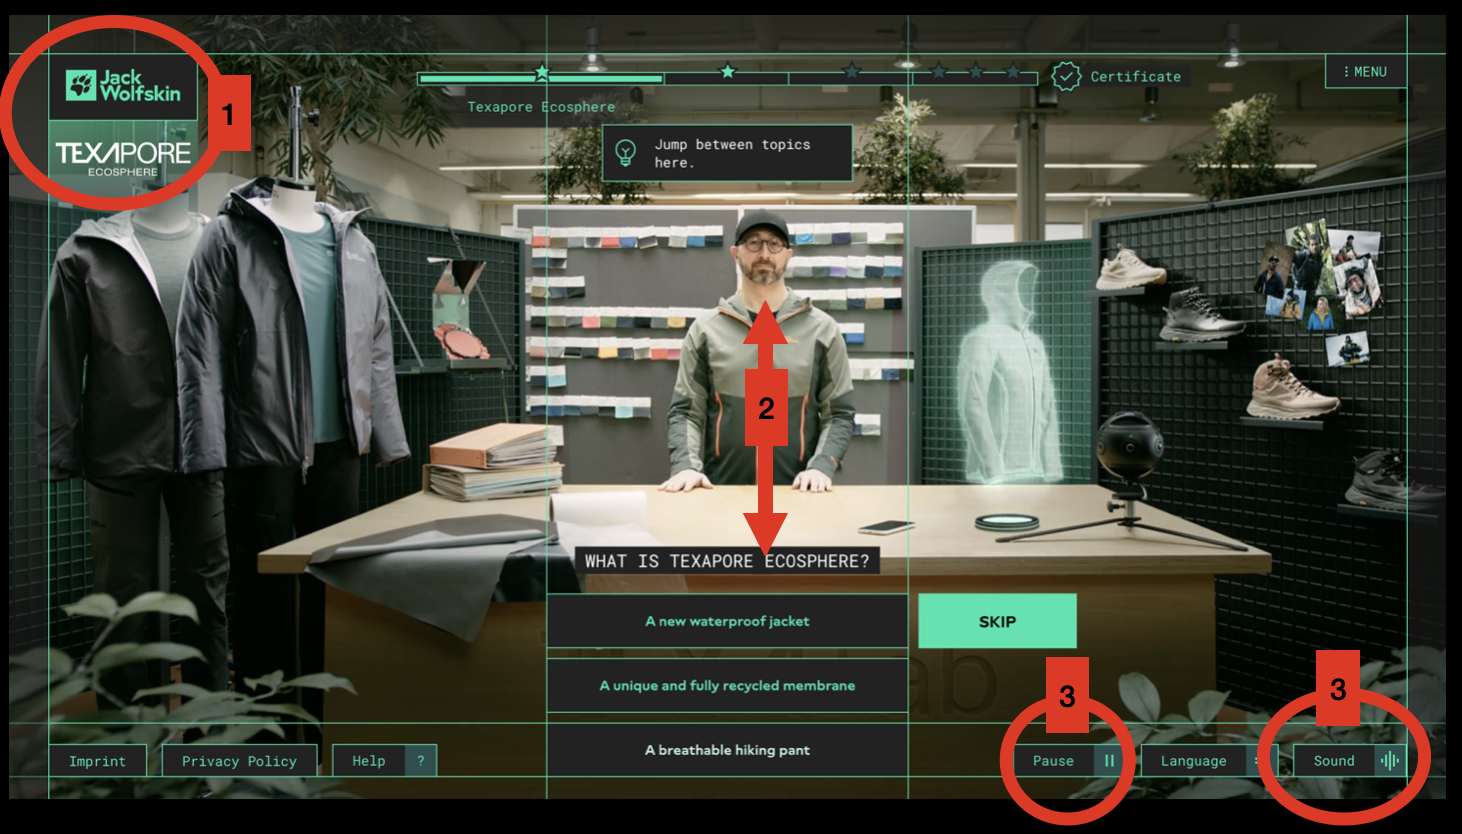 Jack
Wolfskin
1
TEXAPORE
ECOSPHERE
Certificate
MENU
Texapore Ecosphere
Jump between topics
here.
2
WHAT IS TEXAPORE ECOSPHERE?
A new waterproof jacket
SKIP
A unique and fully recycled membrane
A breathable hiking pant
3
3
Imprint
Privacy Policy
Help ?
Pause
Language
Sound